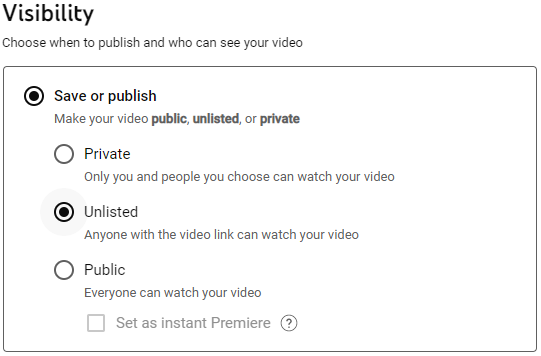 Visibility
Choose when to publish and who can see your video
Save or publish
Make your video public, unlisted, or private
Private
Only you and people you choose can watch your video
Unlisted
Anyone with the video link can watch your video
Public
Everyone can watch your video
Set as instant Premiere ?